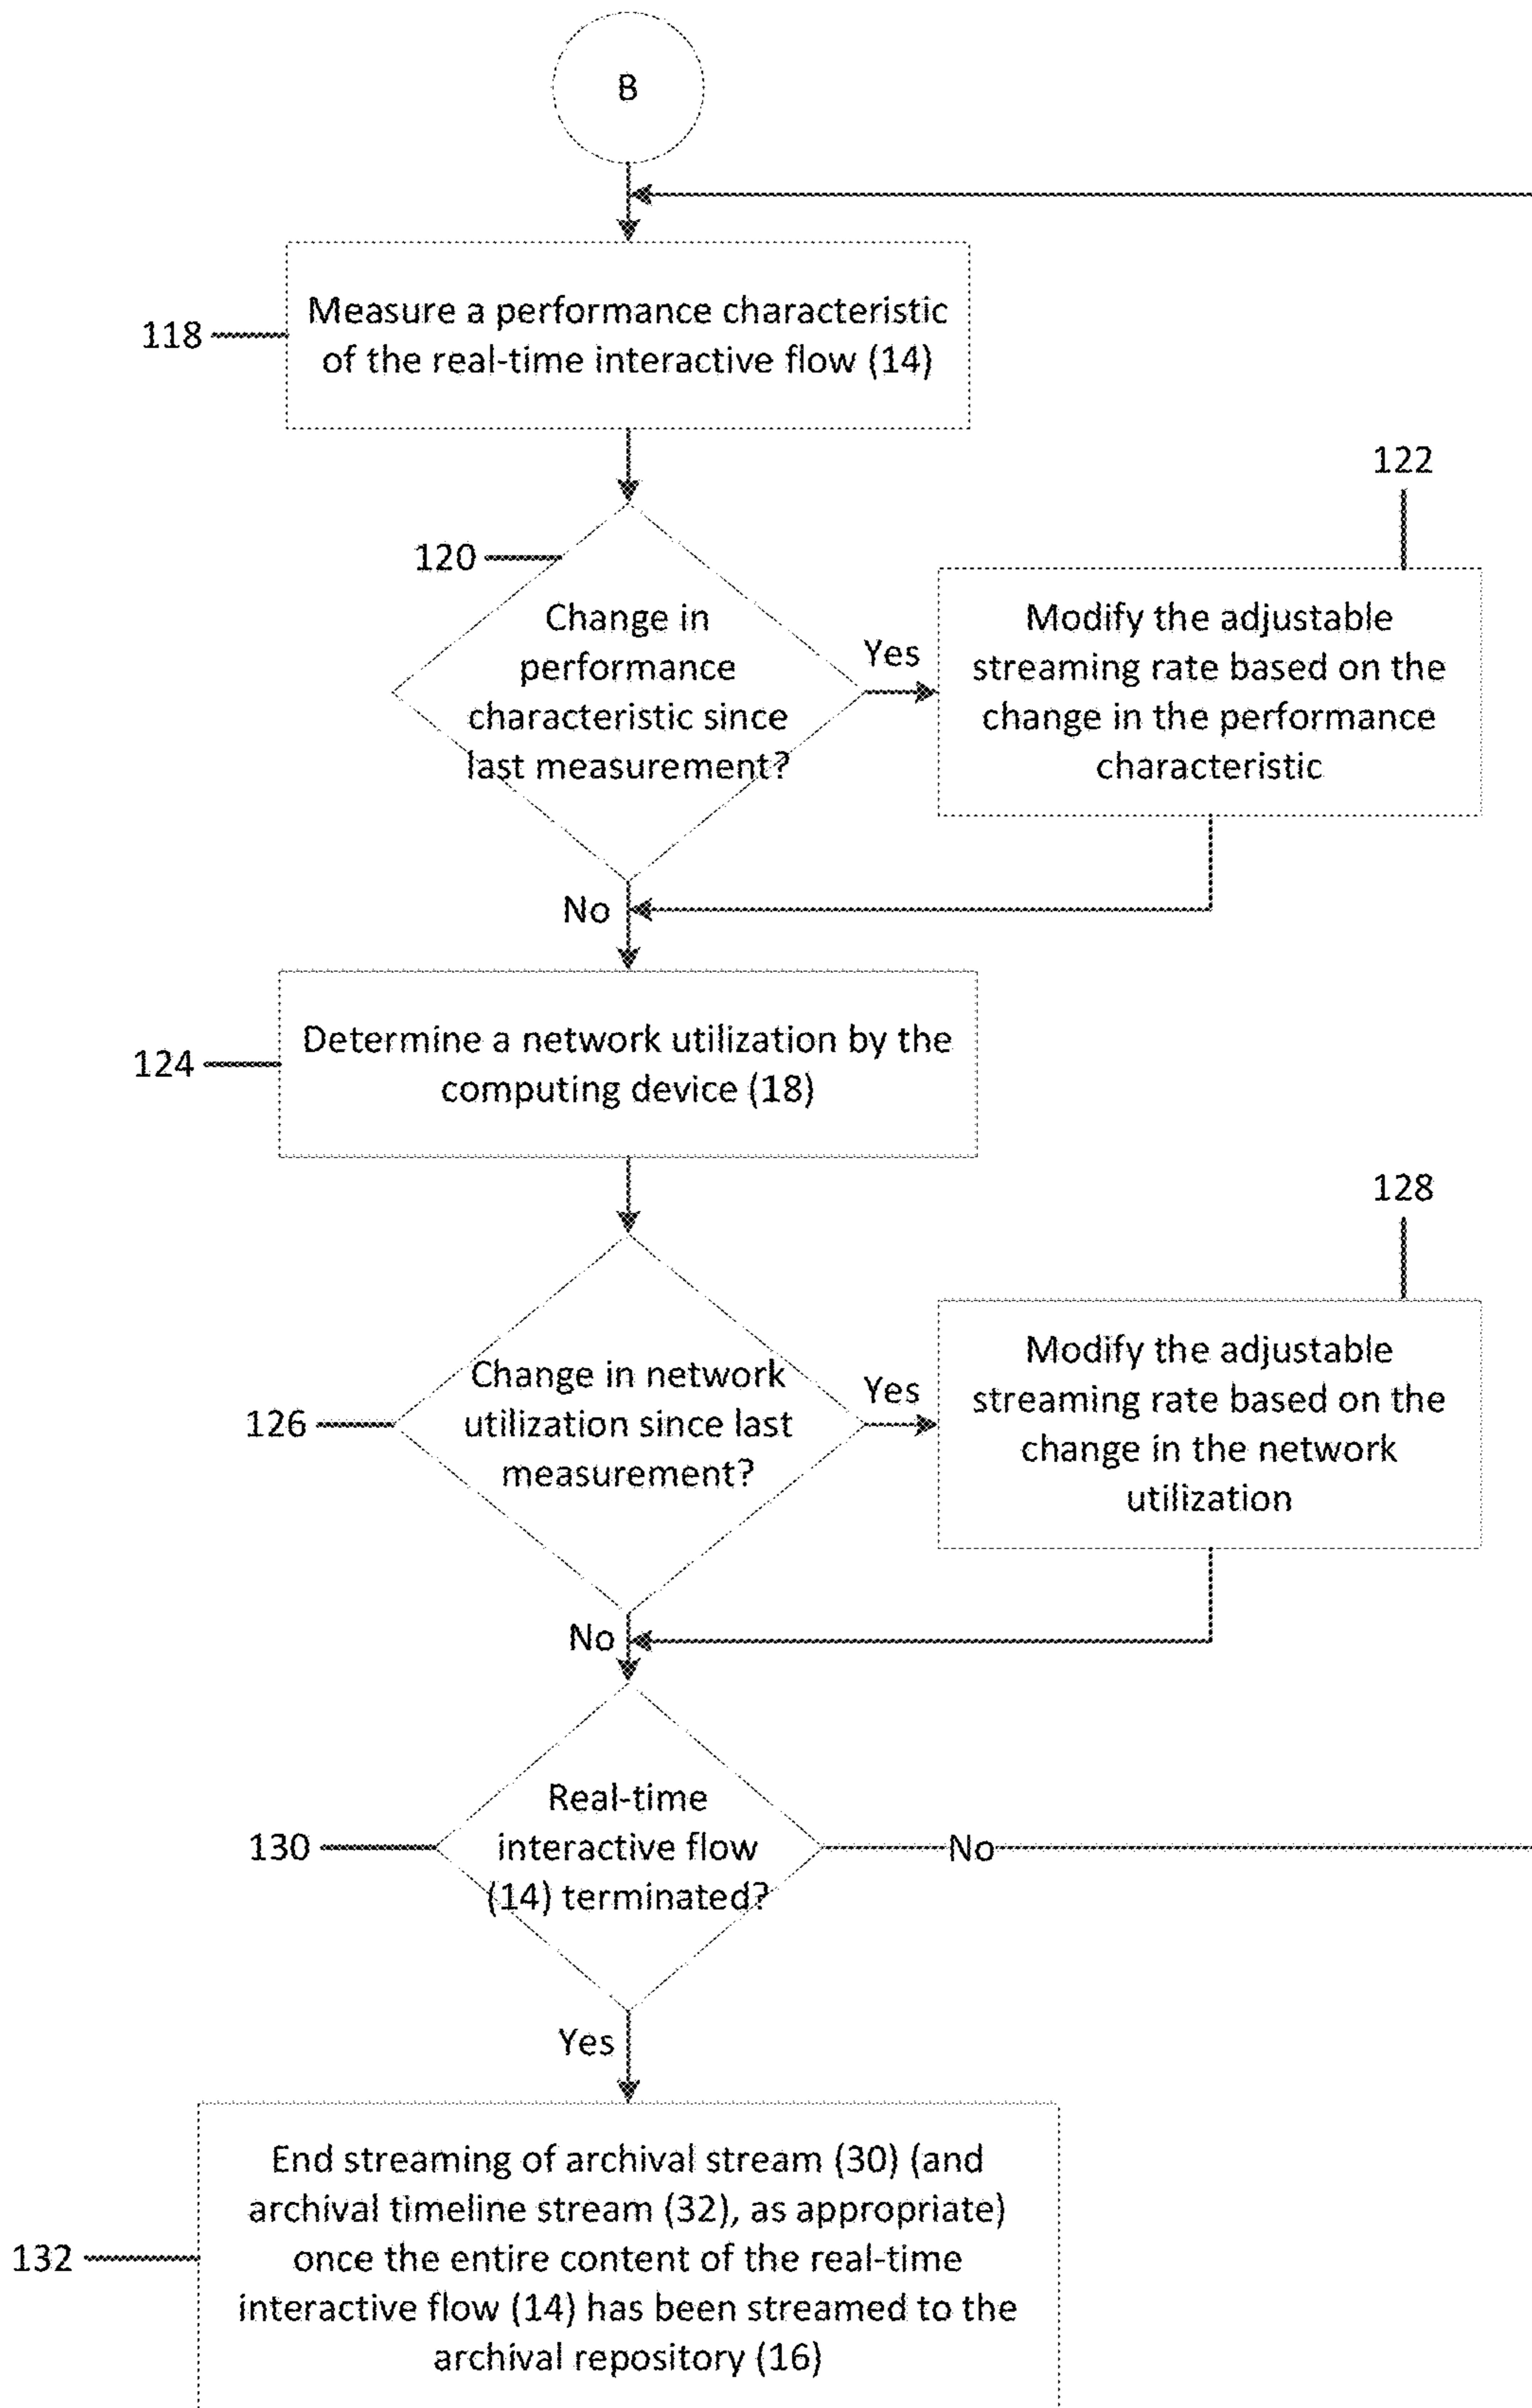 B
118
Measure a performance characteristic
of the real-time interactive flow (14)
122
120
Change in
performance
characteristic since
last measurement?
Yes
Modify the adjustable
streaming rate based on the
change in the performance
characteristic
No
124
Determine a network utilization by the
computing device (18)
128
126
Change in network
utilization since last
measurement?
Yes
Modify the adjustable
streaming rate based on the
change in the network
utilization
No
130
Real-time
interactive flow
(14) terminated?
No
Yes
132
End streaming of archival stream (30) (and
archival timeline stream (32), as appropriate)
once the entire content of the real-time
interactive flow (14) has been streamed to the
archival repository (16)